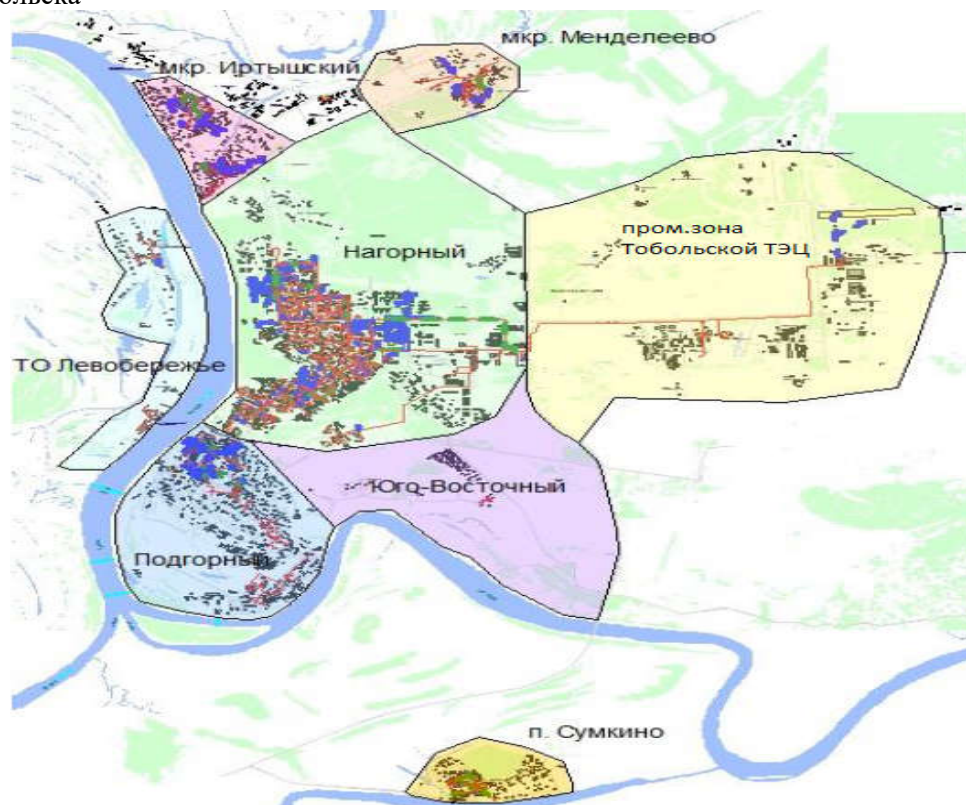 мкр. Менделеево
мкр. Иртышский
пром.зона
Тобольской ТЭЦ
Нагорный
ТО Левобережье
Юго-Восточный
Подгорный
п. Сумкино